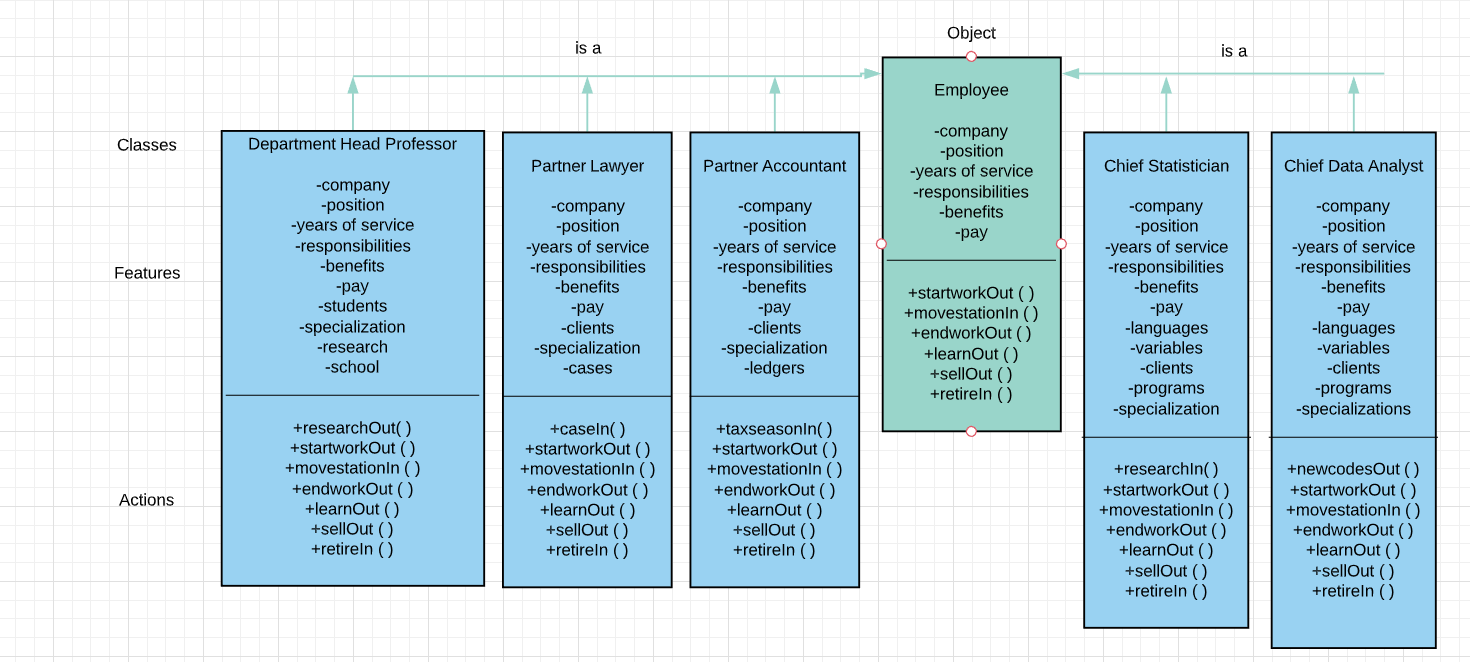 Object
is a
is a
Classes
Features
Actions
Department Head Professor
-company
-position
-years of service
-responsibilities
-benefits
-pay
-students
-specialization
-research
-school
+researchOut( )
+startworkOut ( )
+movestationIn ( )
+endworkOut ( )
+learnOut ( )
+sellOut ( )
+retireIn ( )
Partner Lawyer
-company
-position
-years of service
-responsibilities
-benefits
-pay
-clients
-specialization
-cases
+caseIn( )
+startworkOut ( )
+movestationIn ( )
+endworkOut ( )
+learnOut ( )
+sellOut ( )
+retireIn ( )
Partner Accountant
-company
-position
-years of service
-responsibilities
-benefits
-pay
-clients
-specialization
-ledgers
+taxseasonIn( )
+startworkOut ( )
+movestationIn ( )
+endworkOut ( )
+learnOut ( )
+sellOut ( )
+retireIn ( )
Employee
-company
-position
-years of service
-responsibilities
-benefits
-pay
+startworkOut ( )
+movestationIn ( )
+endworkOut ( )
+learnOut ( )
+sellOut ( )
+retireIn ( )
Chief Statistician
-company
-position
-years of service
-responsibilities
-benefits
-pay
-languages
-variables
-clients
-programs
-specialization
+researchIn( )
+startworkOut ( )
+movestationIn ( )
+endworkOut ( )
+learnOut ( )
+sellOut ( )
+retireIn ( )
Chief Data Analyst
-company
-position
-years of service
-responsibilities
-benefits
-pay
-languages
-variables
-clients
-programs
-specializations
+newcodesOut ( )
+startworkOut ( )
+movestationIn ( )
+endworkOut ( )
+learnOut ( )
+sellOut ( )
+retireIn ( )